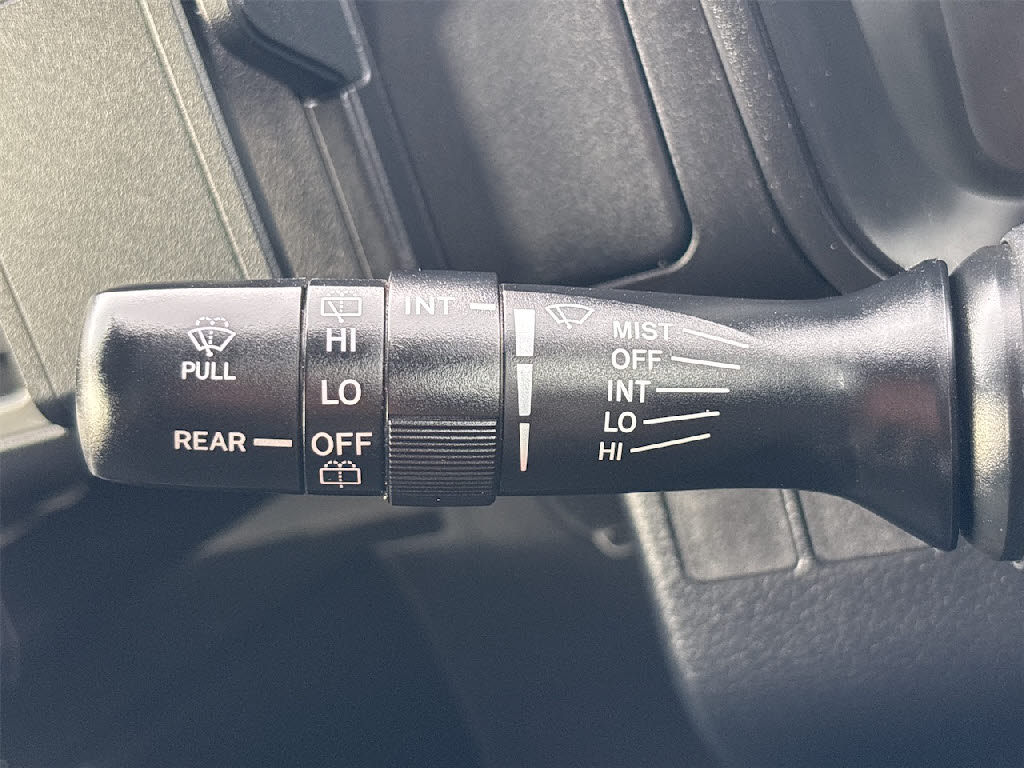 PULL
REAR
HI
LO
OFF
INT
MIST
OFF
INT
LO
HI